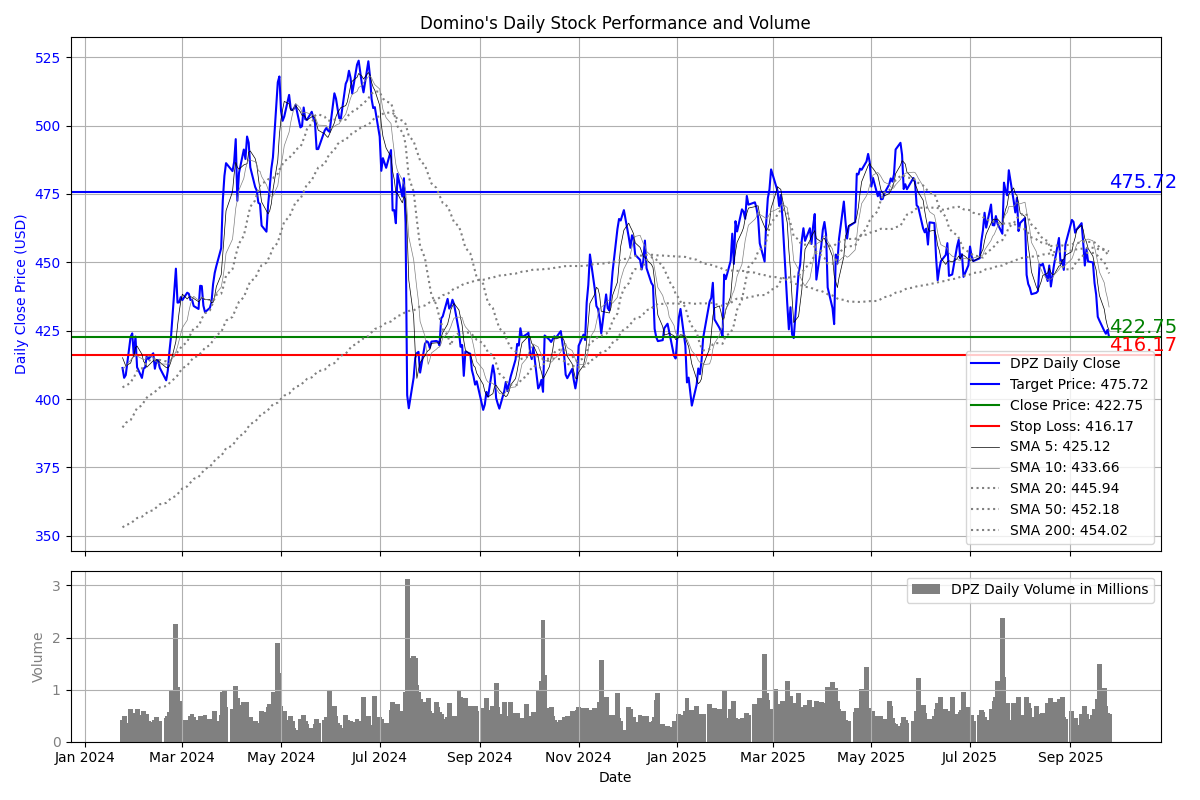 Domino's Daily Stock Performance and Volume
Daily Close Price (USD)
525
500
475
450
425
400
375
350
475.72
422.75
416.17
DPZ Daily Close
Target Price: 475.72
Close Price: 422.75
Stop Loss: 416.17
SMA 5: 425.12
SMA 10: 433.66
SMA 20: 445.94
SMA 50: 452.18
SMA 200: 454.02
Volume
3
2
1
0
DPZ Daily Volume in Millions
Jan 2024 Mar 2024 May 2024 Jul 2024 Sep 2024 Nov 2024 Jan 2025 Mar 2025 May 2025 Jul 2025 Sep 2025
Date